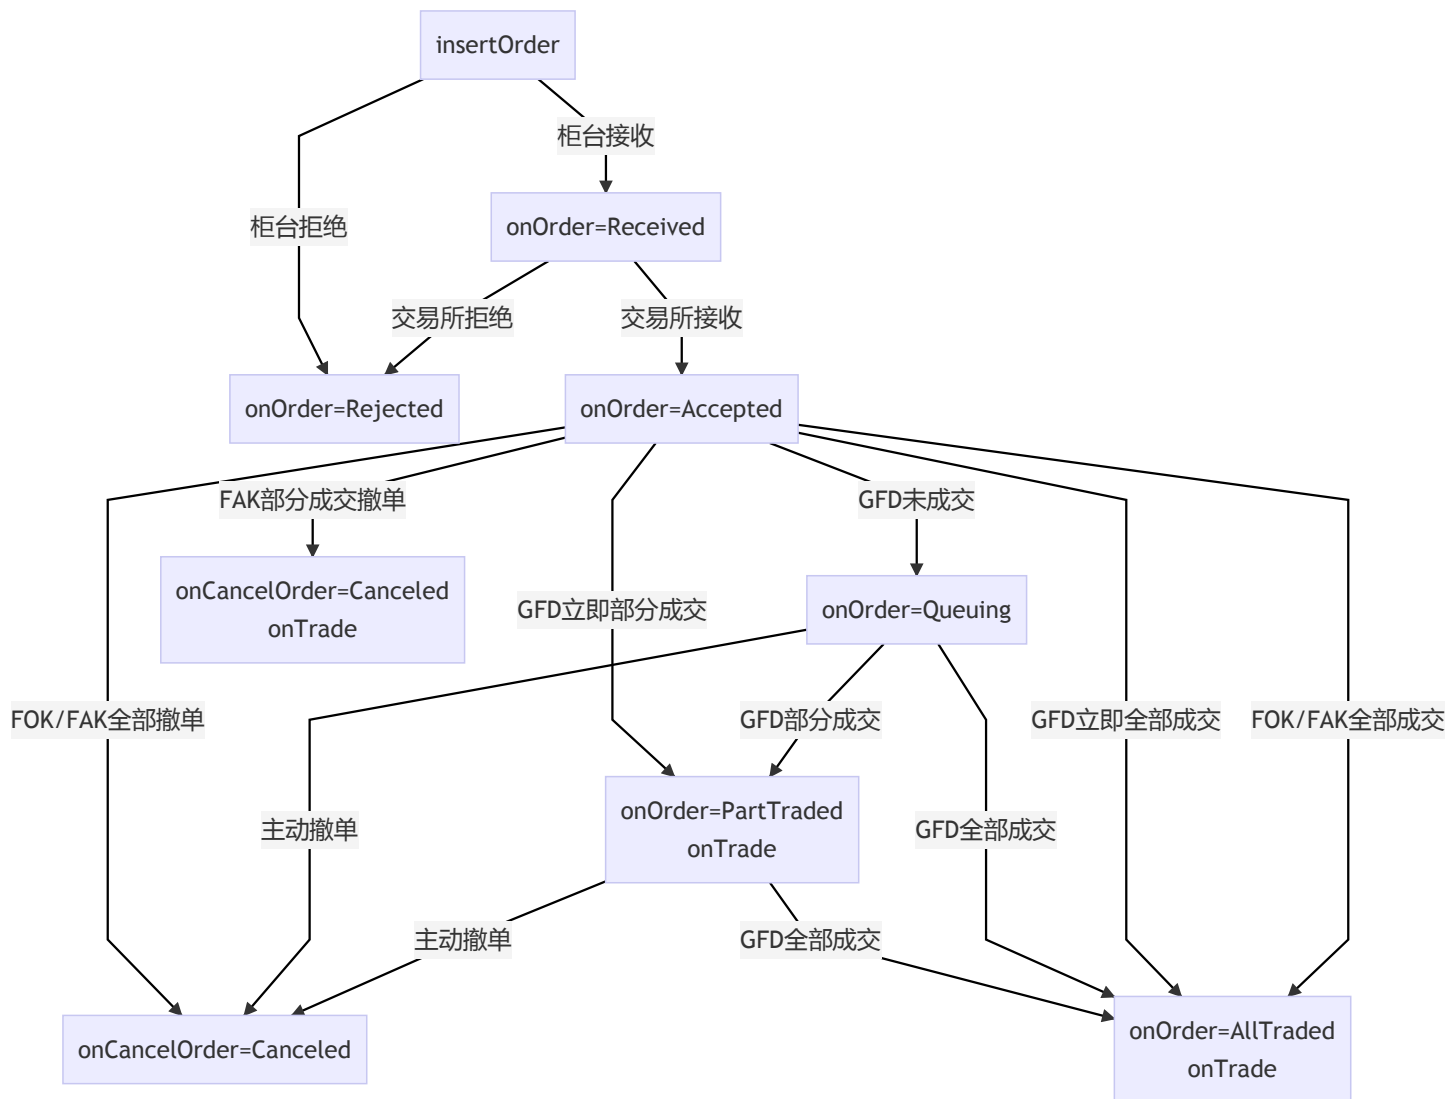 insertOrder
柜台接收
柜台拒绝
onOrder=Received
交易所拒绝
交易所接收
onOrder=Rejected
onOrder=Accepted
FAK部分成交撤单
GFD未成交
onCancelOrder=Canceled
onTrade
GFD立即部分成交
onOrder=Queuing
FOK/FAK全部撤单
GFD部分成交
GFD立即全部成交
FOK/FAK全部成交
主动撤单
onOrder=PartTraded
onTrade
GFD全部成交
主动撤单
GFD全部成交
onCancelOrder=Canceled
onOrder=AllTraded
onTrade